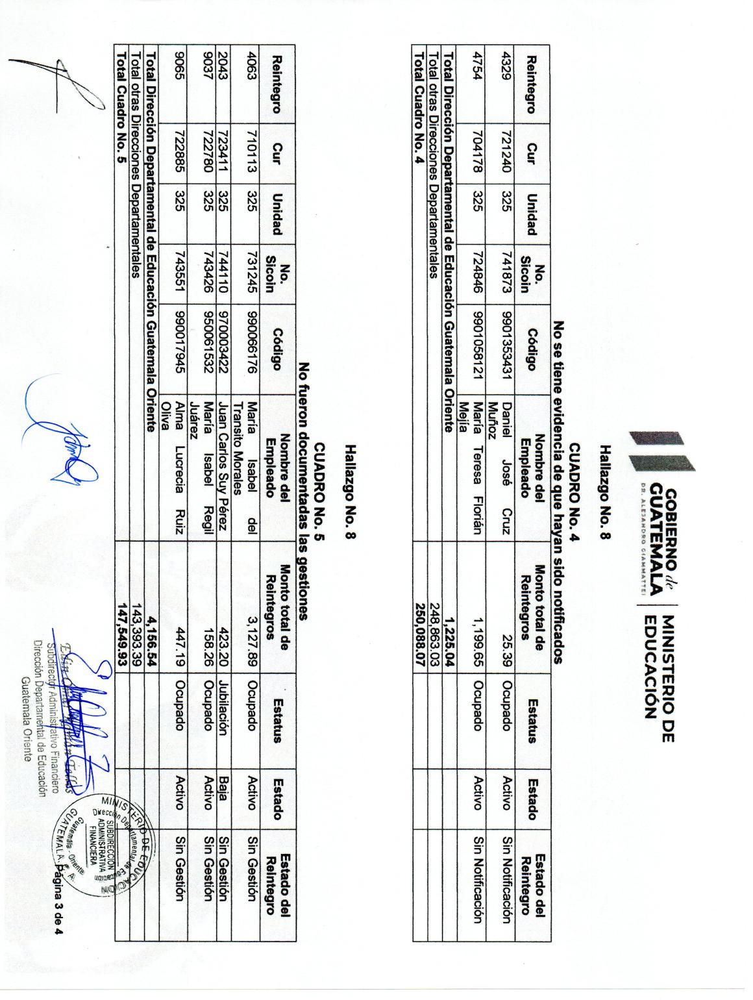 GOBIERNO de
GUATEMALA
DR. ALEJANDRO GIAMMATTEI
MINISTERIO DE
EDUCACIÓN
Hallazgo No. 8
CUADRO No. 4
No se tiene evidencia de que hayan sido notificados
Reintegro Cur Unidad No. Sicoin Código Nombre del Empleado Monto total de Reintegros Estatus Estado Estado del Reintegro
4329 721240 325 741873 9901353431 Daniel José Cruz Muñoz 25.39 Ocupado Activo Sin Notificación
4754 704178 325 724846 9901058121 María Teresa Florián Mejía 1,199.65 Ocupado Activo Sin Notificación
Total Dirección Departamental de Educación Guatemala Oriente 1,225.04
Total otras Direcciones Departamentales 248,863.03
Total Cuadro No. 4 250,088.07
Hallazgo No. 8
CUADRO No. 5
No fueron documentadas las gestiones
Reintegro Cur Unidad No. Sicoin Código Nombre del Empleado Monto total de Reintegros Estatus Estado Estado del Reintegro
4063 710113 325 731245 990066176 María Isabel del Transito Morales 3,127.89 Ocupado Activo Sin Gestión
2043 723411 325 744110 970003422 Juan Carlos Suy Pérez 423.20 Jubilación Baja Sin Gestión
9037 722780 325 743426 950061532 María Isabel Regil Juárez 158.26 Ocupado Activo Sin Gestión
9065 722885 325 743551 990017945 Alma Lucrecia Ruiz Oliva 447.19 Ocupado Activo Sin Gestión
Total Dirección Departamental de Educación Guatemala Oriente 4,156.54
Total otras Direcciones Departamentales 143,393.39
Total Cuadro No. 5 147,549.93
Subdirector Administrativo Financiero
Dirección Departamental de Educación
Guatemala Oriente
MINISTERIO DE EDUCACIÓN
Dirección Departamental de Educación
SUBDIRECCION
ADMINISTRATIVA
FINANCIERA
Guatemala - Oriente
GUATEMALA, C. A.
Página 3 de 4